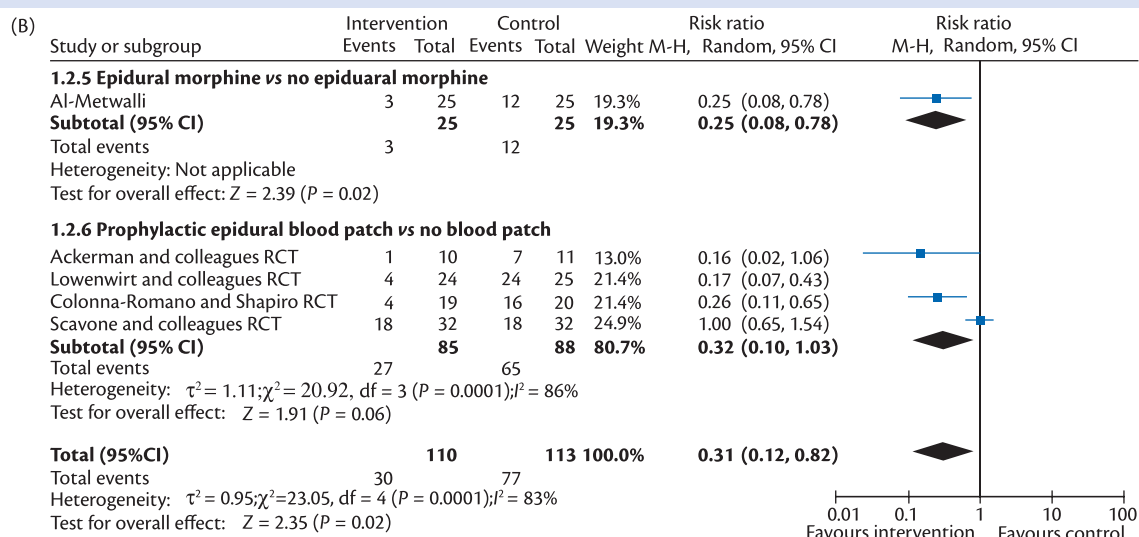 (B)
Intervention Control Risk ratio Risk ratio
Study or subgroup Events Total Events Total Weight M-H, Random, 95% CI M-H, Random, 95% CI
1.2.5 Epidural morphine vs no epiduaral morphine
Al-Metwalli 3 25 12 25 19.3% 0.25 (0.08, 0.78)
Subtotal (95% CI) 25 25 19.3% 0.25 (0.08, 0.78)
Total events 3 12
Heterogeneity: Not applicable
Test for overall effect: Z = 2.39 (P = 0.02)
1.2.6 Prophylactic epidural blood patch vs no blood patch
Ackerman and colleagues RCT 1 10 7 11 13.0% 0.16 (0.02, 1.06)
Lowenwirt and colleagues RCT 4 24 24 25 21.4% 0.17 (0.07, 0.43)
Colonna-Romano and Shapiro RCT 4 19 16 20 21.4% 0.26 (0.11, 0.65)
Scavone and colleagues RCT 18 32 18 32 24.9% 1.00 (0.65, 1.54)
Subtotal (95% CI) 85 88 80.7% 0.32 (0.10, 1.03)
Total events 27 65
Heterogeneity: τ² = 1.11;χ² = 20.92, df = 3 (P = 0.0001);I² = 86%
Test for overall effect: Z = 1.91 (P = 0.06)
Total (95%CI) 110 113 100.0% 0.31 (0.12, 0.82)
Total events 30 77
Heterogeneity: τ² = 0.95;χ²=23.05, df = 4 (P = 0.0001);I² = 83%
Test for overall effect: Z = 2.35 (P = 0.02)
0.01 0.1 1 10 100
Favours intervention Favours control